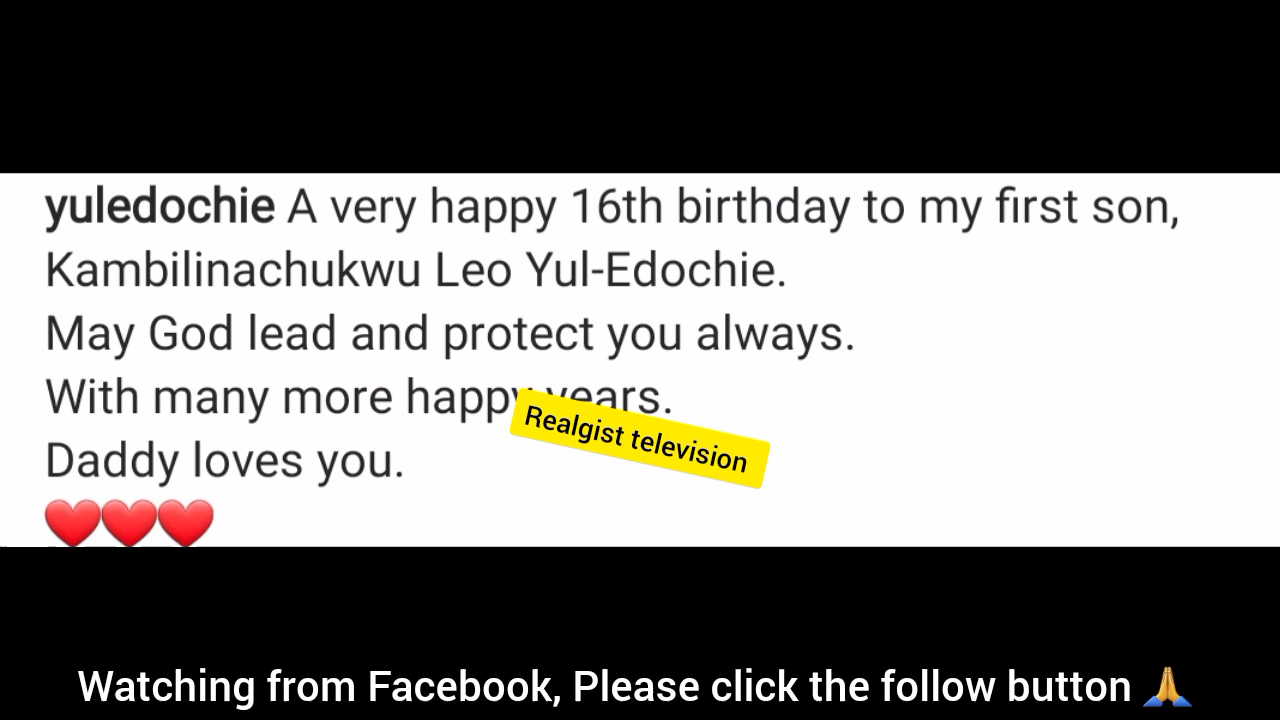 yuledochie A very happy 16th birthday to my first son,
Kambilinachukwu Leo Yul-Edochie.
May God lead and protect you always.
With many more happy years.
Daddy loves you.
❤️❤️❤️
Realgist television
Watching from Facebook, Please click the follow button 🙏